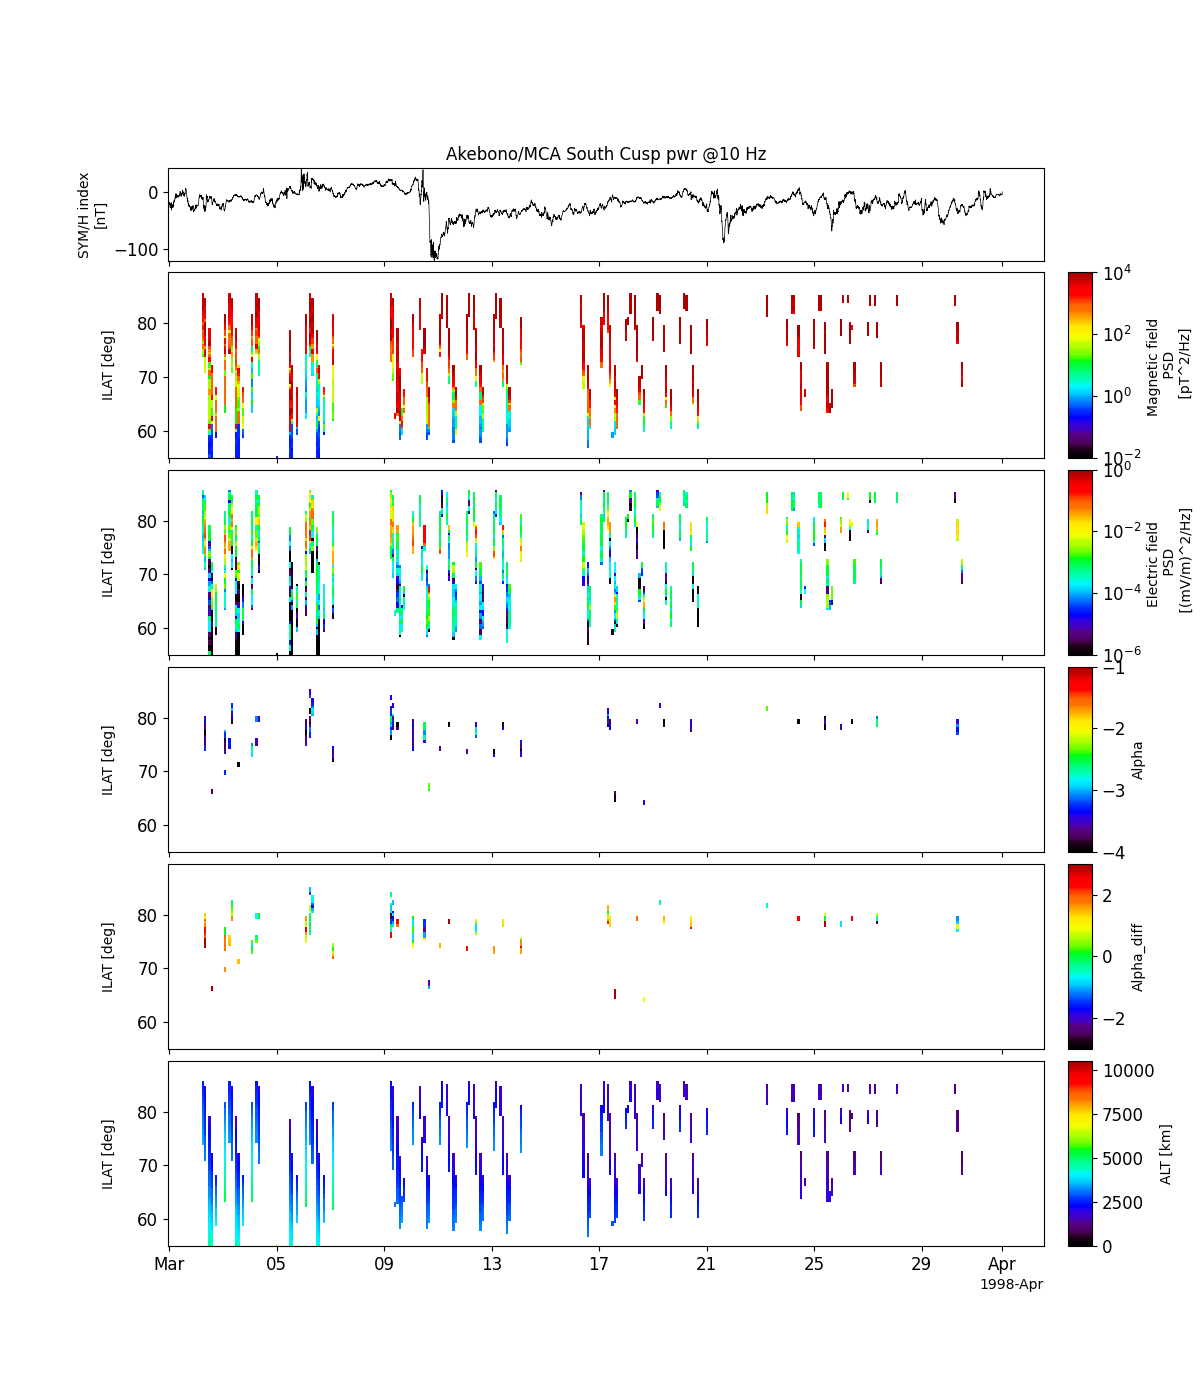 Akebono/MCA South Cusp pwr @10 Hz
SYM/H index
[nT]
0
−100
ILAT [deg]
80
70
60
10^4
10^2
10^0
10^−2
Magnetic field
PSD
[pT^2/Hz]
ILAT [deg]
80
70
60
10^0
10^−2
10^−4
10^−6
Electric field
PSD
[(mV/m)^2/Hz]
ILAT [deg]
80
70
60
−1
−2
−3
−4
Alpha
ILAT [deg]
80
70
60
2
0
−2
Alpha_diff
ILAT [deg]
80
70
60
10000
7500
5000
2500
0
ALT [km]
Mar 05 09 13 17 21 25 29 Apr
1998-Apr